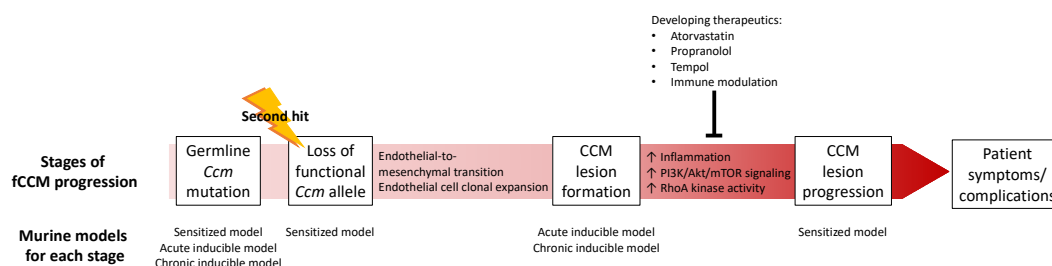 Developing therapeutics:
• Atorvastatin
• Propranolol
• Tempol
• Immune modulation
Second hit
Stages of
fCCM progression
Germline
Ccm
mutation
Loss of
functional
Ccm allele
Endothelial-to-
mesenchymal transition
Endothelial cell clonal expansion
CCM
lesion
formation
↑ Inflammation
↑ PI3K/Akt/mTOR signaling
↑ RhoA kinase activity
CCM
lesion
progression
Patient
symptoms/
complications
Murine models
for each stage
Sensitized model
Acute inducible model
Chronic inducible model
Sensitized model
Acute inducible model
Chronic inducible model
Sensitized model